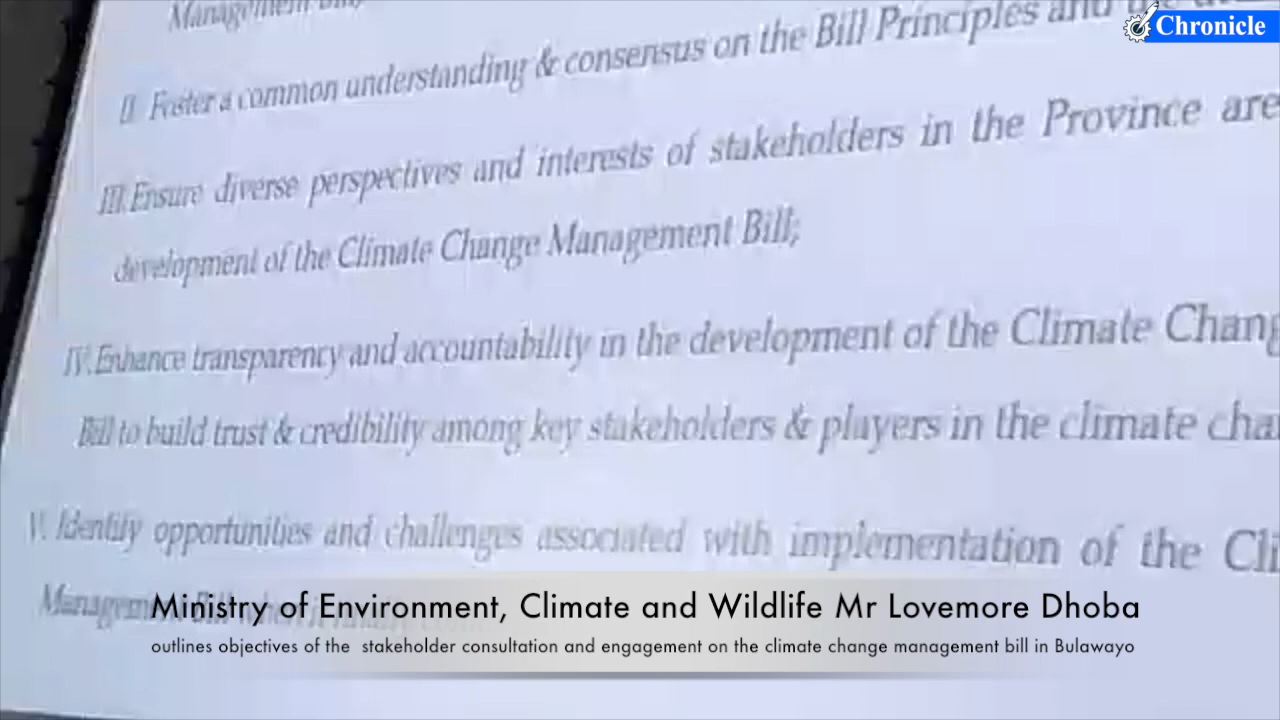 Management
Chronicle
II. Foster a common understanding & consensus on the Bill Principles and the
III. Ensure diverse perspectives and interests of stakeholders in the Province are
development of the Climate Change Management Bill;
IV. Enhance transparency and accountability in the development of the Climate Chang
Bill to build trust & credibility among key stakeholders & players in the climate cha
V. Identify opportunities and challenges associated with implementation of the Cli
Management Bill when
Ministry of Environment, Climate and Wildlife Mr Lovemore Dhoba
outlines objectives of the stakeholder consultation and engagement on the climate change management bill in Bulawayo